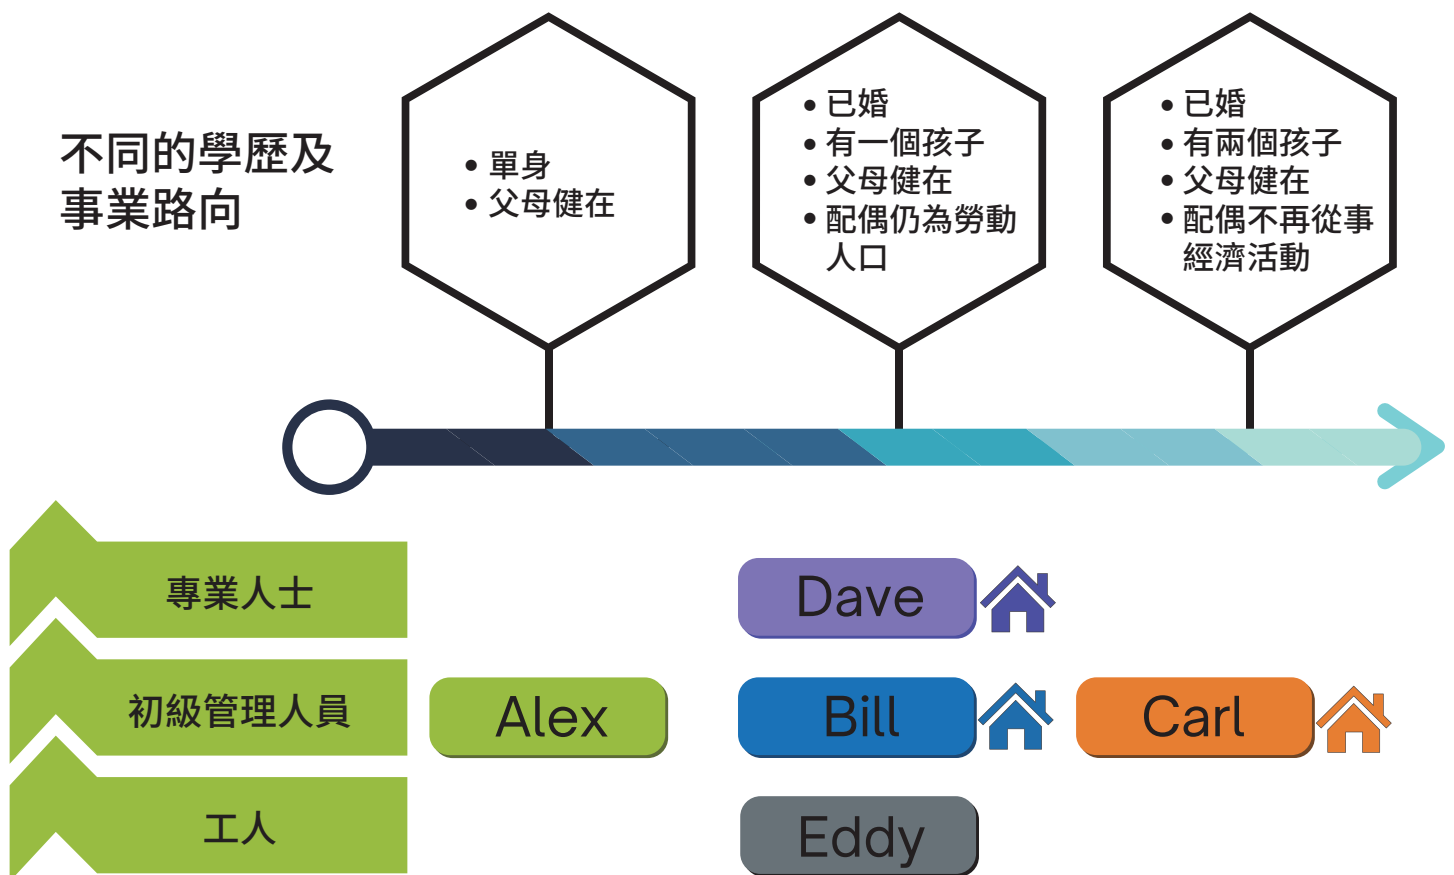 不同的學歷及
事業路向
• 單身
• 父母健在
• 已婚
• 有一個孩子
• 父母健在
• 配偶仍為勞動
人口
• 已婚
• 有兩個孩子
• 父母健在
• 配偶不再從事
經濟活動
專業人士
Dave
初級管理人員
Alex
Bill
Carl
工人
Eddy